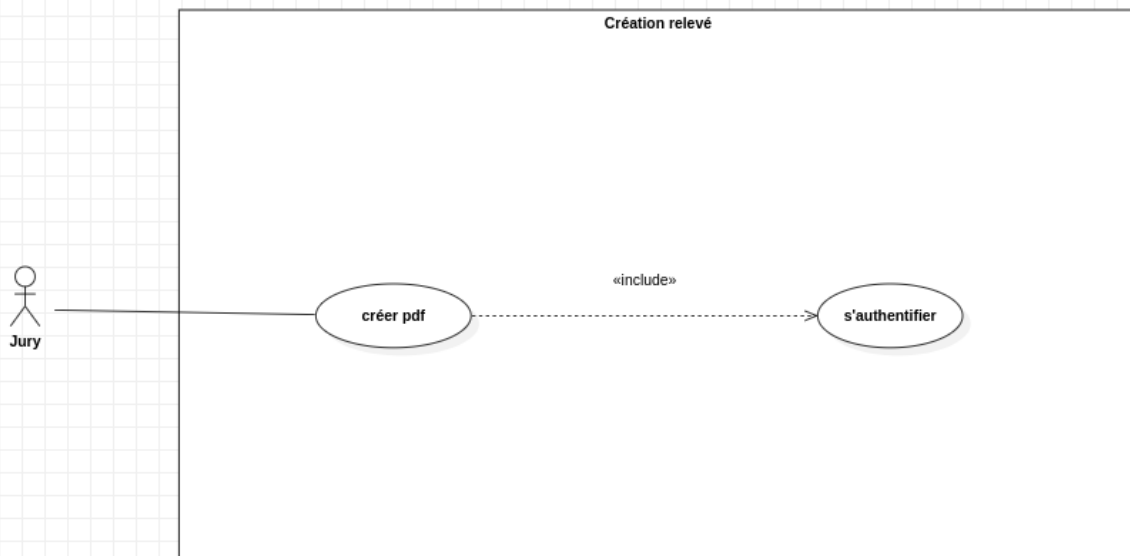 Création relevé
«include»
créer pdf
s'authentifier
Jury